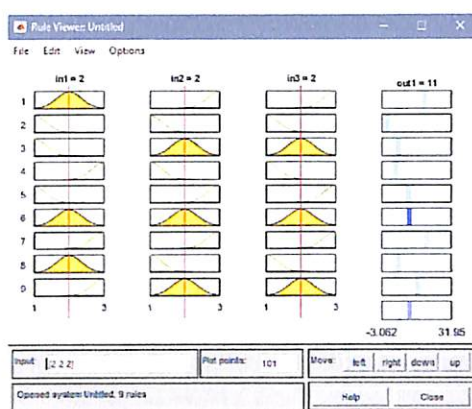 Rule Viewer: Untitled
File Edit View Options
in1 = 2 in2 = 2 in3 = 2 out1 = 11
1
2
3
4
5
6
7
8
9
1 3 1 3 1 3
-3.062 31.95
Input: [2 2 2] Plot points: 101 Move: left right down up
Opened system Untitled, 9 rules Help Close